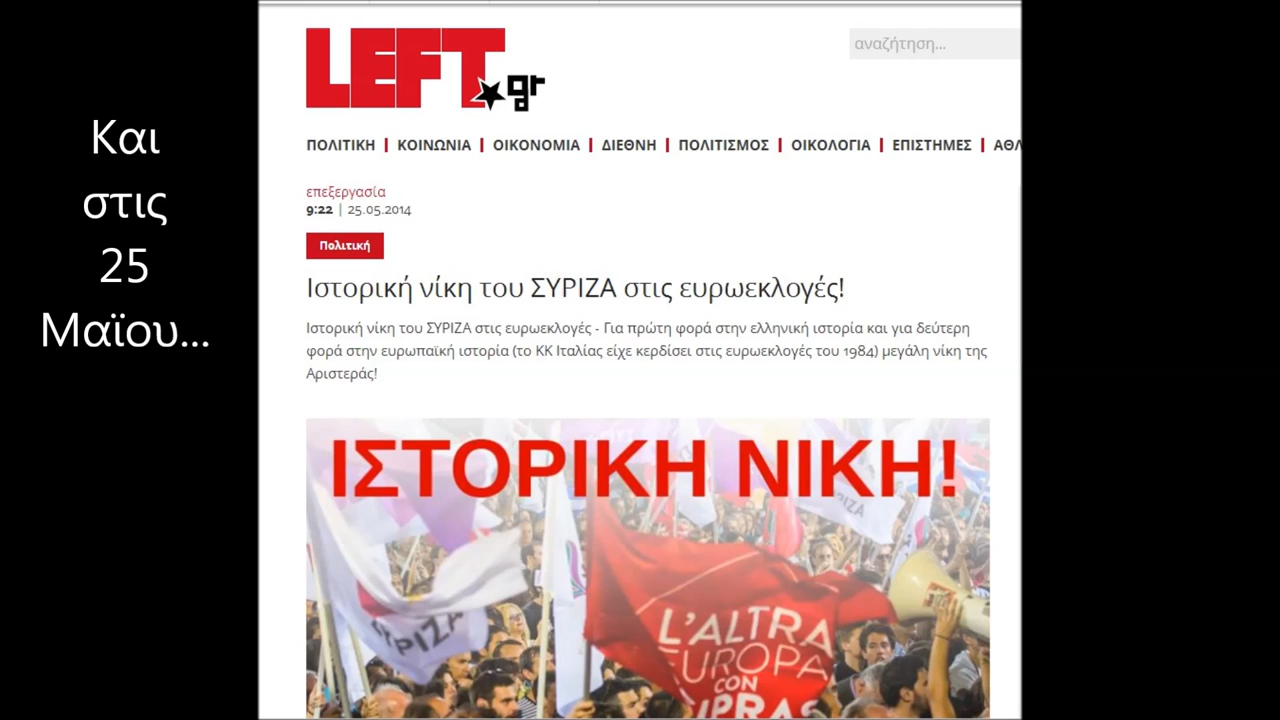 Και
στις
25
Μαϊου...
LEFT.gr
αναζήτηση...
ΠΟΛΙΤΙΚΗ | ΚΟΙΝΩΝΙΑ | ΟΙΚΟΝΟΜΙΑ | ΔΙΕΘΝΗ | ΠΟΛΙΤΙΣΜΟΣ | ΟΙΚΟΛΟΓΙΑ | ΕΠΙΣΤΗΜΕΣ | ΑΘΛ
επεξεργασία
9:22 | 25.05.2014
Πολιτική
Ιστορική νίκη του ΣΥΡΙΖΑ στις ευρωεκλογές!
Ιστορική νίκη του ΣΥΡΙΖΑ στις ευρωεκλογές - Για πρώτη φορά στην ελληνική ιστορία και για δεύτερη
φορά στην ευρωπαϊκή ιστορία (το ΚΚ Ιταλίας είχε κερδίσει στις ευρωεκλογές του 1984) μεγάλη νίκη της
Αριστεράς!
ΙΣΤΟΡΙΚΗ ΝΙΚΗ!
ΣΥΡΙΖΑ
L'ALTRA
EUROPA
CON